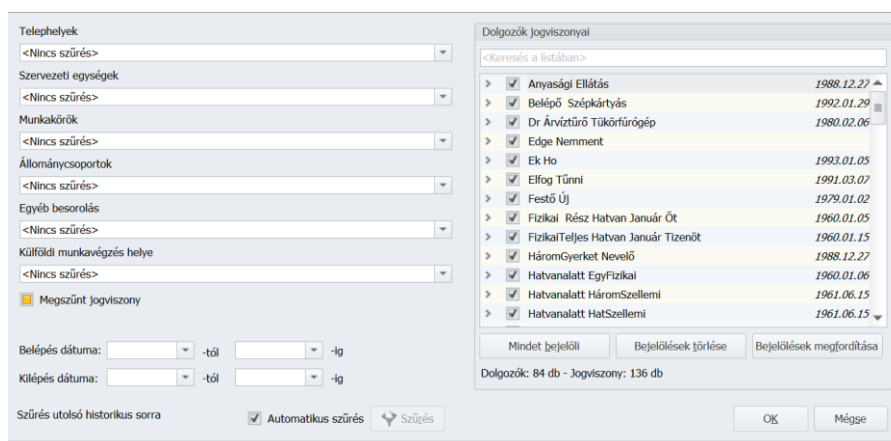 Telephelyek
<Nincs szűrés>
Szervezeti egységek
<Nincs szűrés>
Munkakörök
<Nincs szűrés>
Állománycsoportok
<Nincs szűrés>
Egyéb besorolás
<Nincs szűrés>
Külföldi munkavégzés helye
<Nincs szűrés>
Megszűnt jogviszony
Belépés dátuma: -tól -ig
Kilépés dátuma: -tól -ig
Szűrés utolsó historikus sorra Automatikus szűrés Szűrés
Dolgozók jogviszonyai
<Keresés a listában>
Anyasági Ellátás 1988.12.27
Belépő Szépkártyás 1992.01.29
Dr Árvíztűrő Tükörfúrógép 1980.02.06
Edge Nemment
Ek Ho 1993.01.05
Elfog Tűnni 1991.03.07
Festő Új 1979.01.02
Fizikai Rész Hatvan Január Öt 1960.01.05
FizikaiTeljes Hatvan Január Tizenöt 1960.01.15
HáromGyerket Nevelő 1988.12.27
Hatvanalatt EgyFizikai 1960.01.06
Hatvanalatt HáromSzellemi 1961.06.15
Hatvanalatt HatSzellemi 1961.06.15
Mindet bejelöli Bejelölések törlése Bejelölések megfordítása
Dolgozók: 84 db - Jogviszony: 136 db
OK Mégse